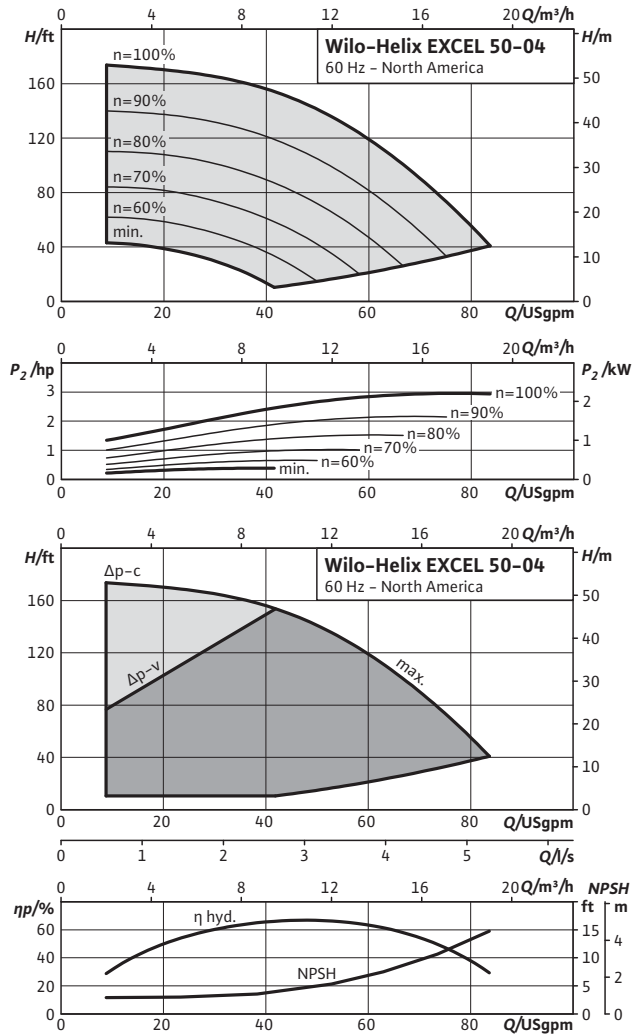 0 4 8 12 16 20 Q/m³/h
H/ft H/m
Wilo-Helix EXCEL 50-04
60 Hz - North America
n=100%
n=90%
n=80%
n=70%
n=60%
min.
160
120
80
40
0
50
40
30
20
10
0
0 20 40 60 80 Q/USgpm
0 4 8 12 16 20 Q/m³/h
P2 /hp P2 /kW
3
2
1
0
2
1
0
n=100%
n=90%
n=80%
n=70%
n=60%
min.
0 20 40 60 80 Q/USgpm
0 4 8 12 16 20 Q/m³/h
H/ft H/m
Wilo-Helix EXCEL 50-04
60 Hz - North America
Δp-c
Δp-v
max.
160
120
80
40
0
50
40
30
20
10
0
0 20 40 60 80 Q/USgpm
0 1 2 3 4 5 Q/l/s
0 4 8 12 16 20 Q/m³/h NPSH
ηp/% ft m
η hyd.
NPSH
60
40
20
0
15
10
5
0
4
2
0
0 20 40 60 80 Q/USgpm